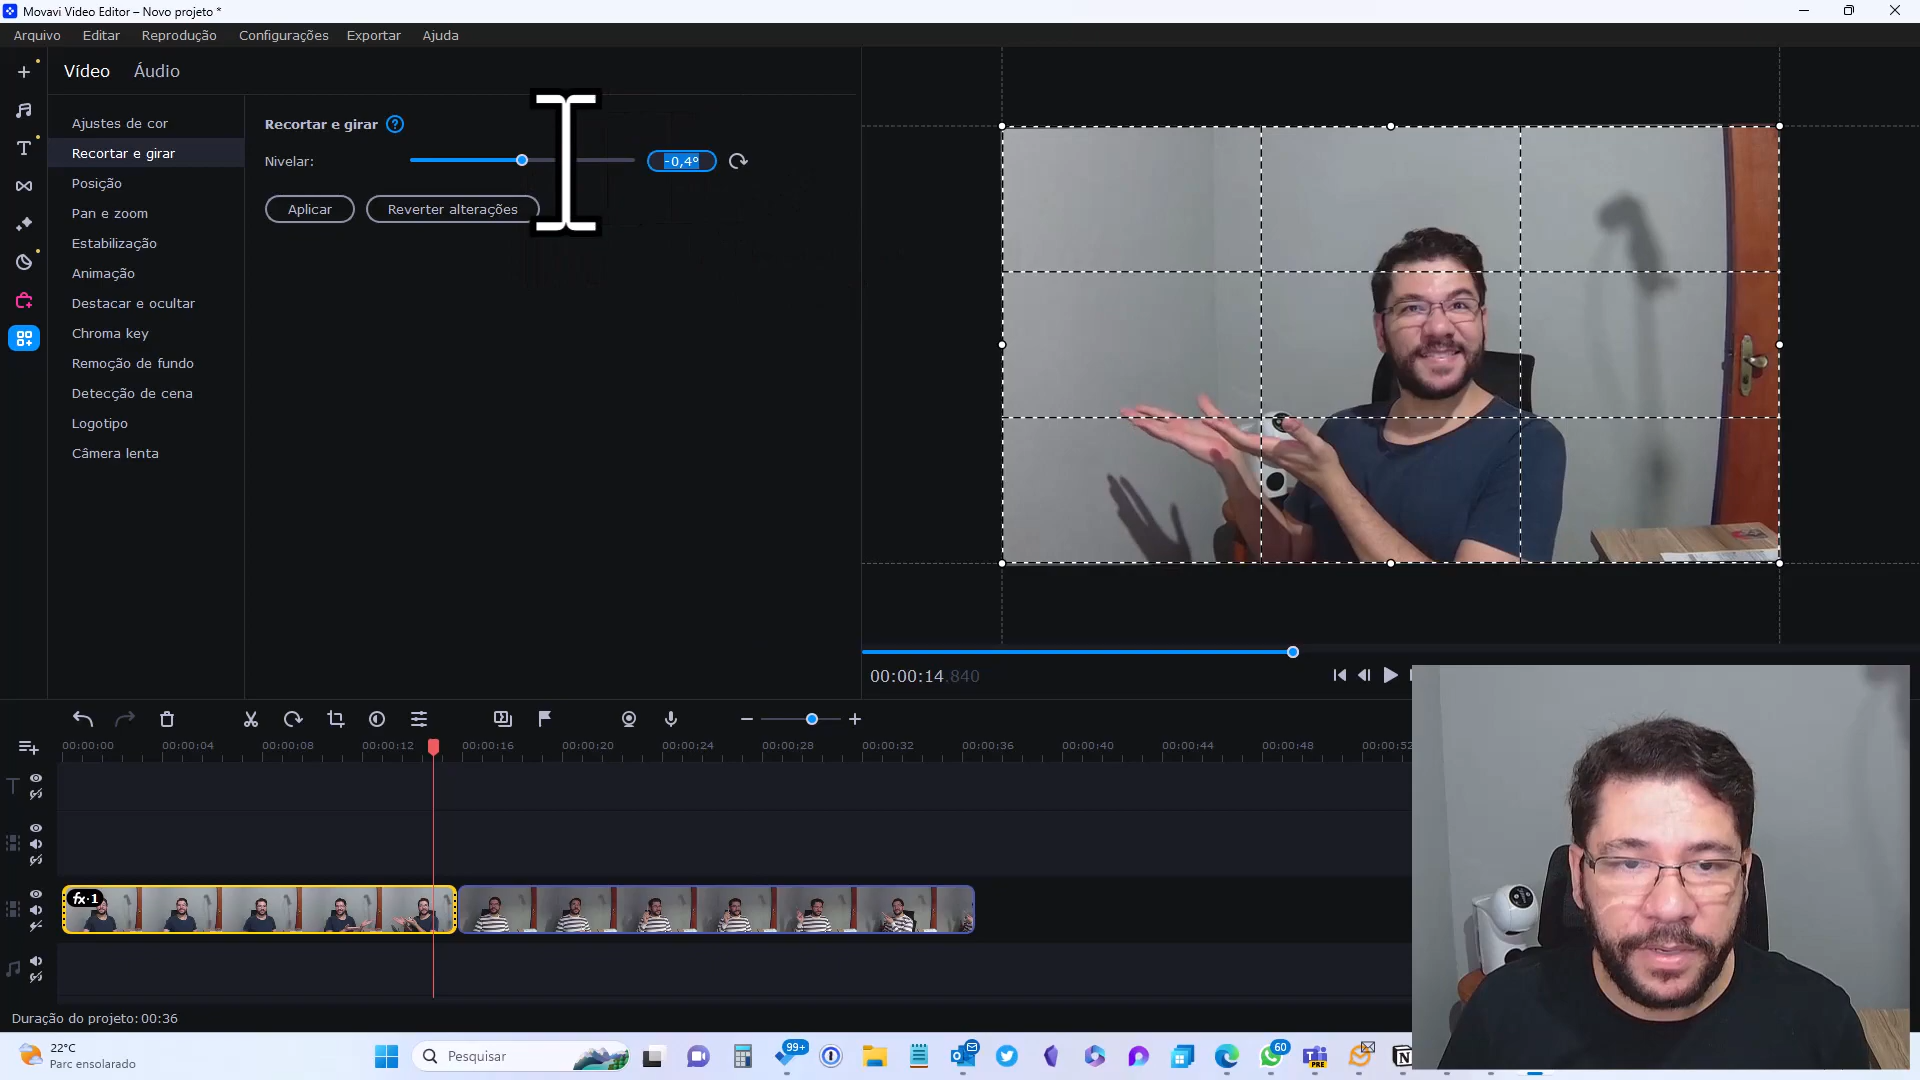 Movavi Video Editor – Novo projeto *
Arquivo Editar Reprodução Configurações Exportar Ajuda
Vídeo Áudio
Ajustes de cor
Recortar e girar
Posição
Pan e zoom
Estabilização
Animação
Destacar e ocultar
Chroma key
Remoção de fundo
Detecção de cena
Logotipo
Câmera lenta
Recortar e girar ?
Nivelar: -0,4º
Aplicar Reverter alterações
00:00:14.840
00:00:00 00:00:04 00:00:08 00:00:12 00:00:16 00:00:20 00:00:24 00:00:28 00:00:32 00:00:36 00:00:40 00:00:44 00:00:48 00:00:52
fx·1
Duração do projeto: 00:36
22°C
Parc ensolarado
Pesquisar
99+
60
PRE